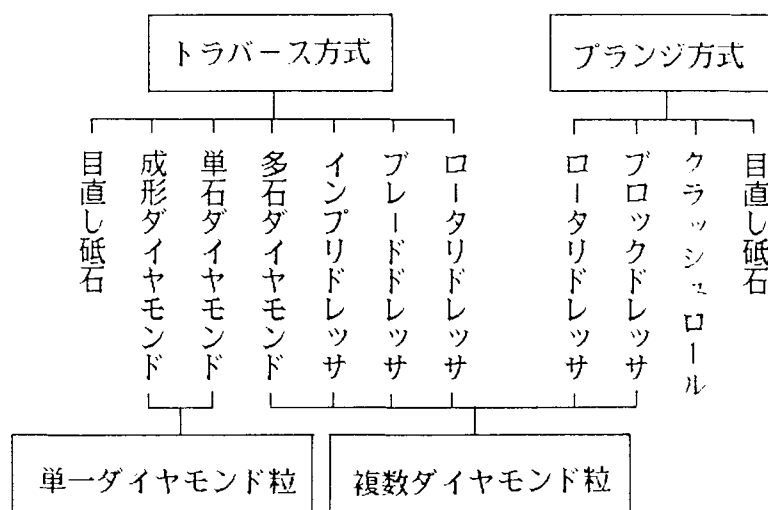 トラバース方式
プランジ方式
目直し砥石
成形ダイヤモンド
単石ダイヤモンド
多石ダイヤモンド
インプリドレッサ
ブレードドレッサ
ロータリドレッサ
ロータリドレッサ
ブロックドレッサ
クラッシュロール
目直し砥石
単一ダイヤモンド粒
複数ダイヤモンド粒